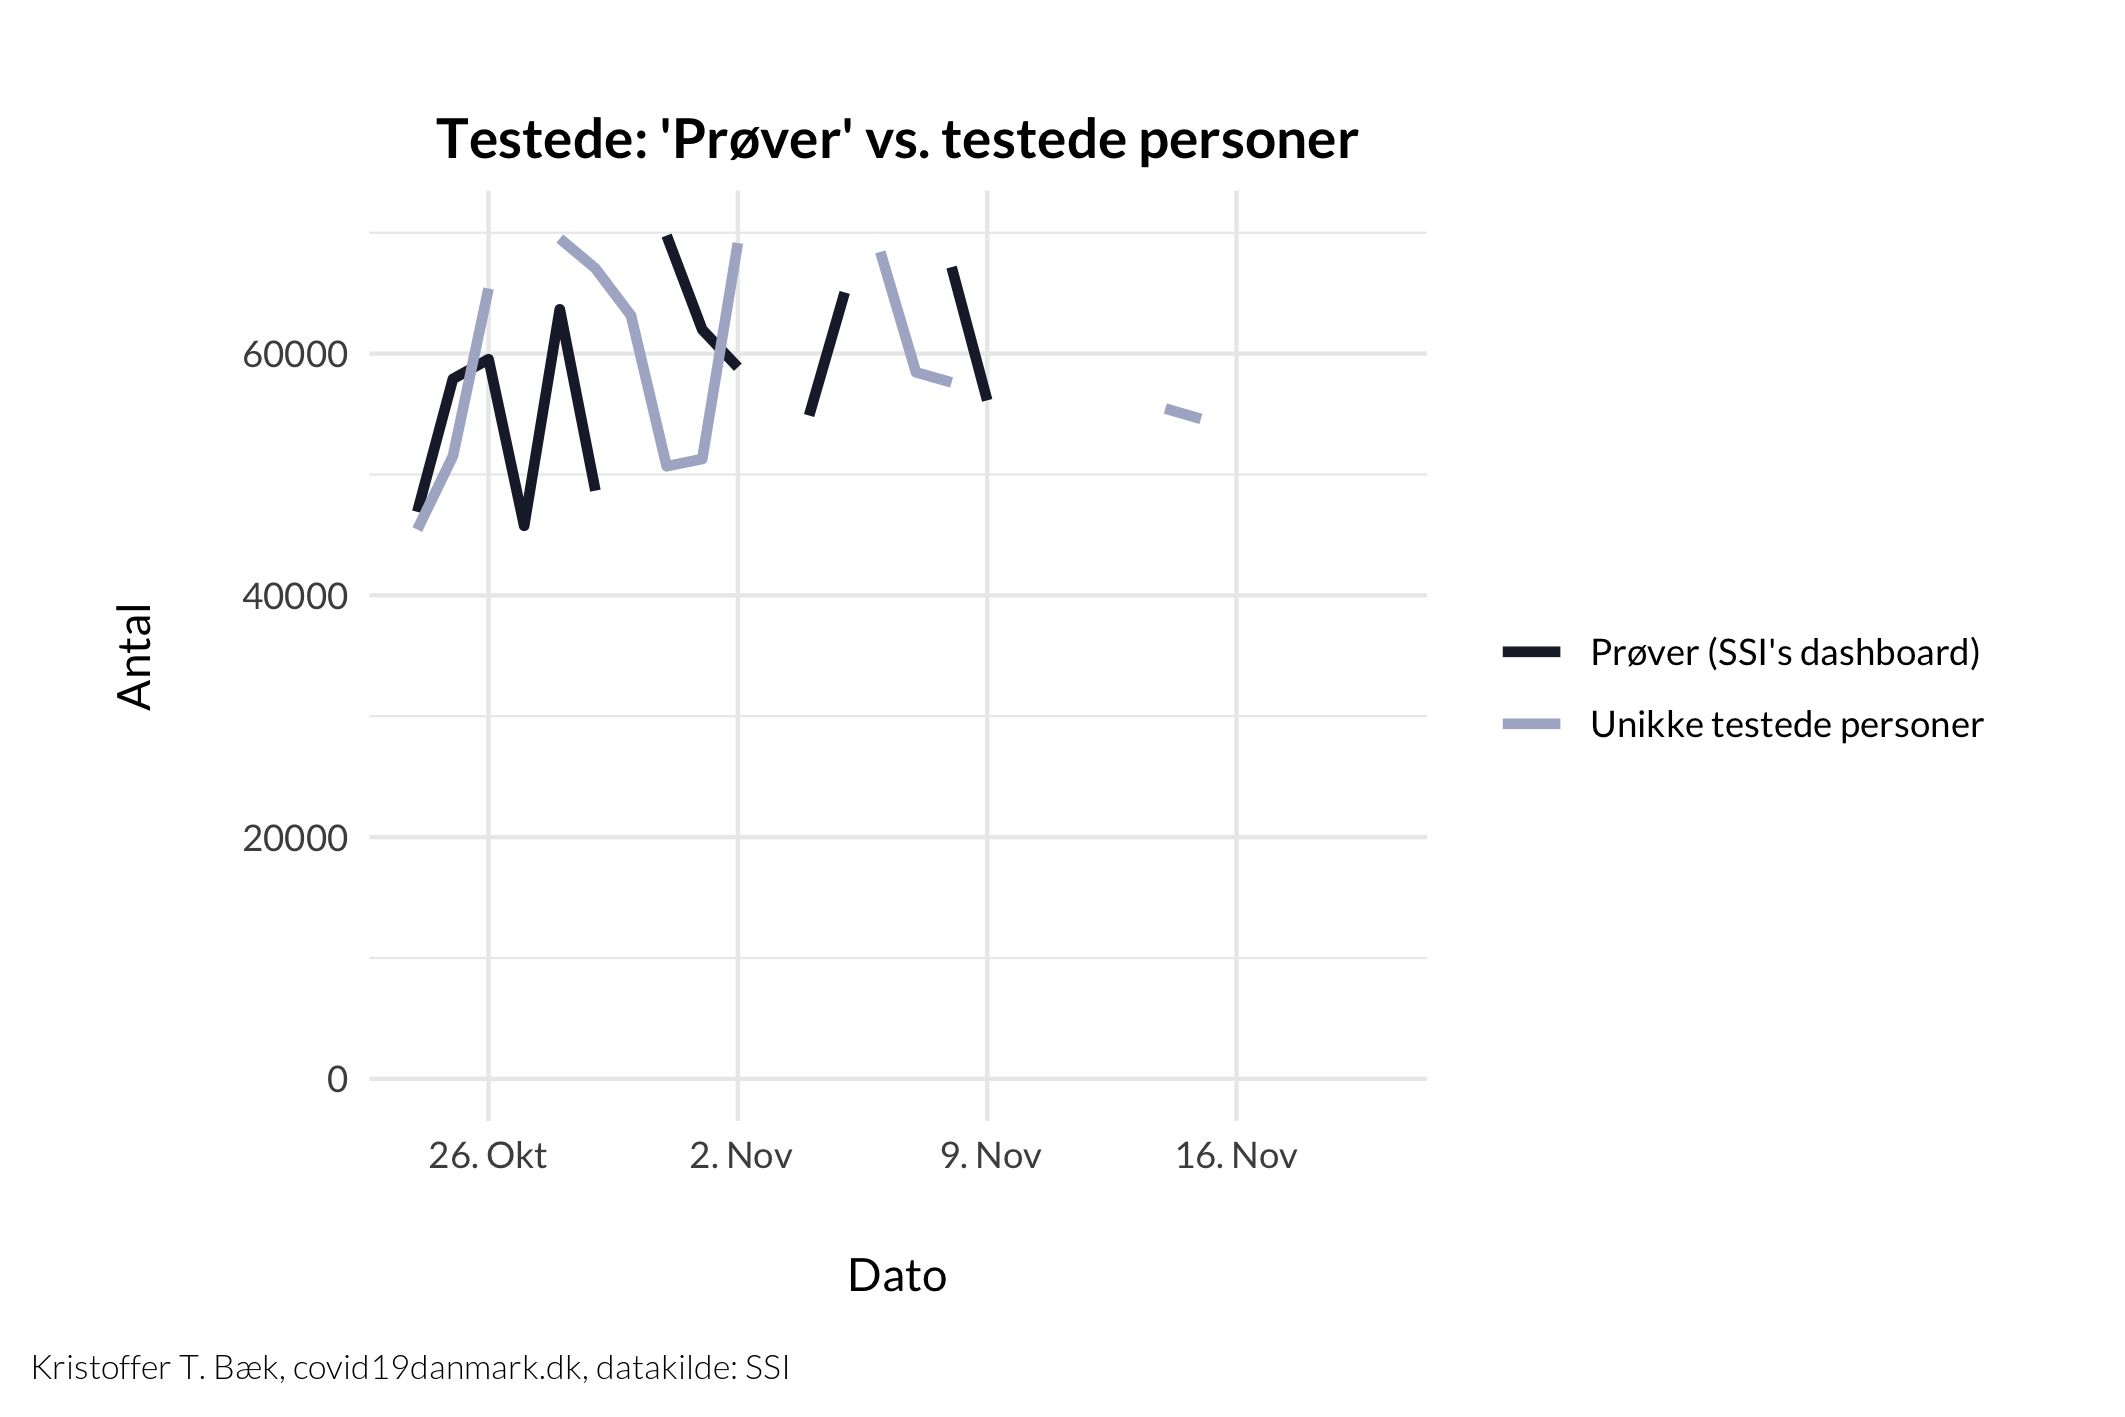 Testede: 'Prøver' vs. testede personer
Antal
60000
40000
20000
0
26. Okt
2. Nov
9. Nov
16. Nov
Dato
Prøver (SSI's dashboard)
Unikke testede personer
Kristoffer T. Bæk, covid19danmark.dk, datakilde: SSI